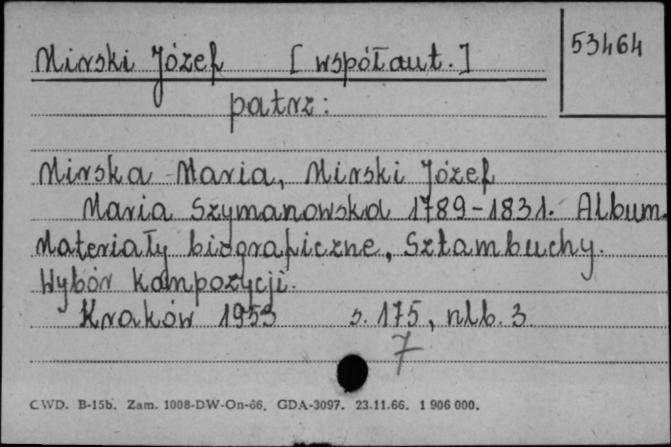 Mirski Józef [współaut.]
53464
patrz:
Mirska Maria, Mirski Józef
Maria Szymanowska 1789-1831. Album.
Materiały biograficzne, Sztambuchy.
Wybór kompozycji.
Kraków 1953 s. 175, nlb. 3.
7
CWD. B-15b. Zam. 1008-DW-On-66. GDA-3097. 23.11.66. 1 906 000.